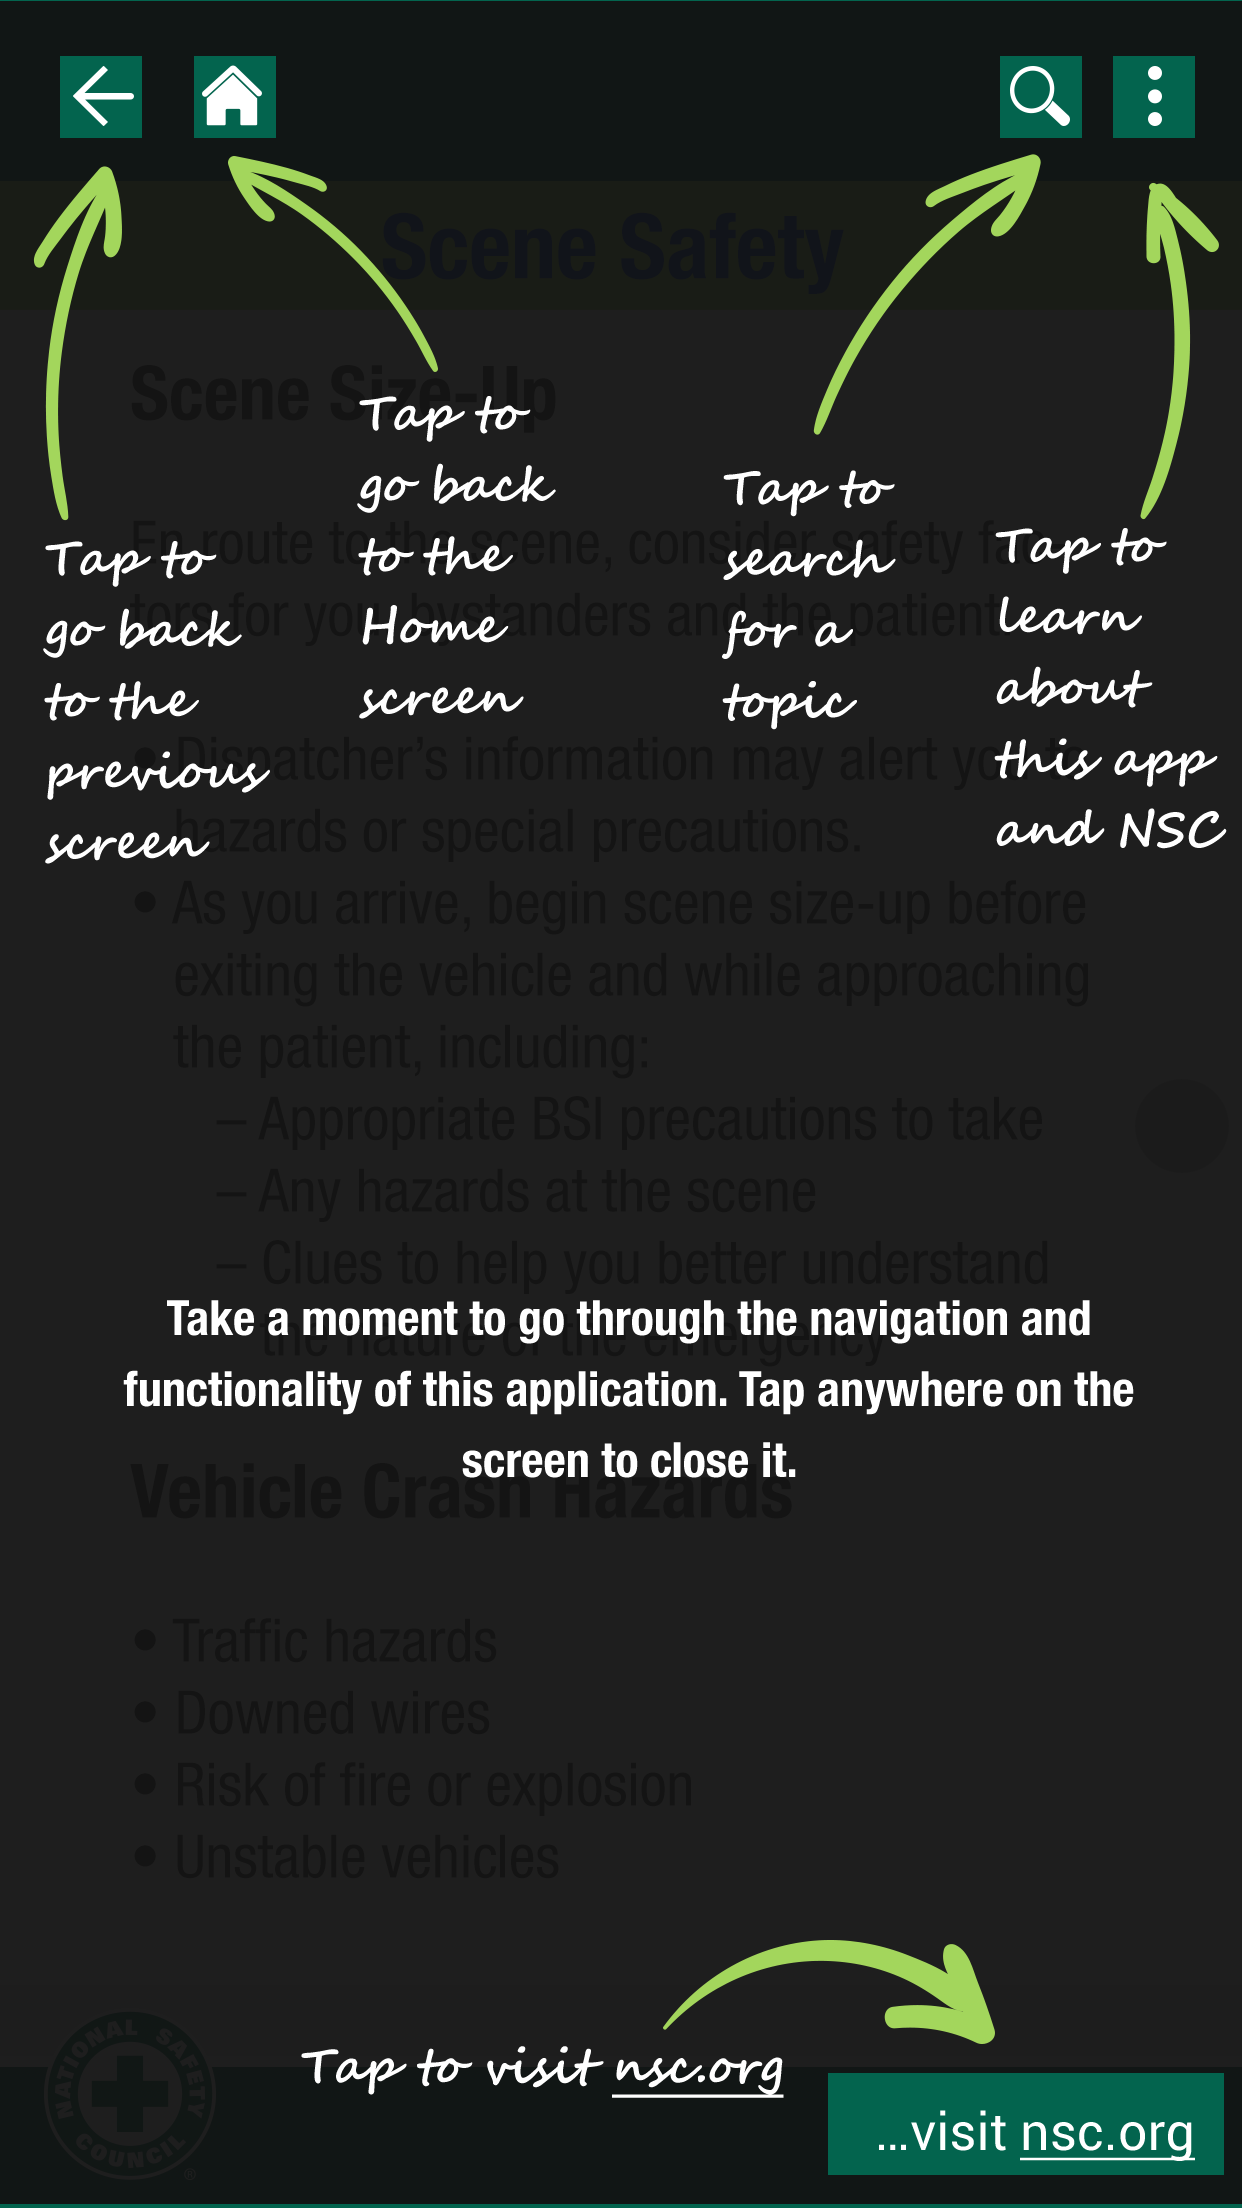 Scene Safety
Scene Size-Up
Tap to
go back
to the
previous
screen
Tap to
go back
to the
Home
screen
Tap to
search
for a
topic
Tap to
learn
about
this app
and NSC
En route to the scene, consider safety fac
tors for you, bystanders and the patient
• Dispatcher’s information may alert you to
hazards or special precautions.
• As you arrive, begin scene size-up before
exiting the vehicle and while approaching
the patient, including:
– Appropriate BSI precautions to take
– Any hazards at the scene
– Clues to help you better understand
the nature of the emergency
Take a moment to go through the navigation and
functionality of this application. Tap anywhere on the
screen to close it.
Vehicle Crash Hazards
• Traffic hazards
• Downed wires
• Risk of fire or explosion
• Unstable vehicles
Tap to visit nsc.org
NATIONAL SAFETY
COUNCIL ®
...visit nsc.org